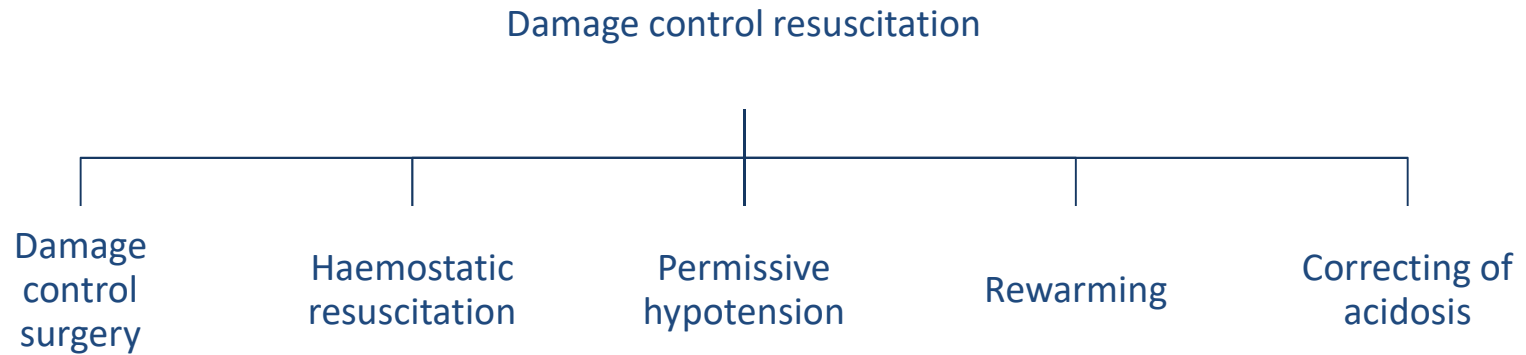 Damage control resuscitation
Damage
control
surgery
Haemostatic
resuscitation
Permissive
hypotension
Rewarming
Correcting of
acidosis